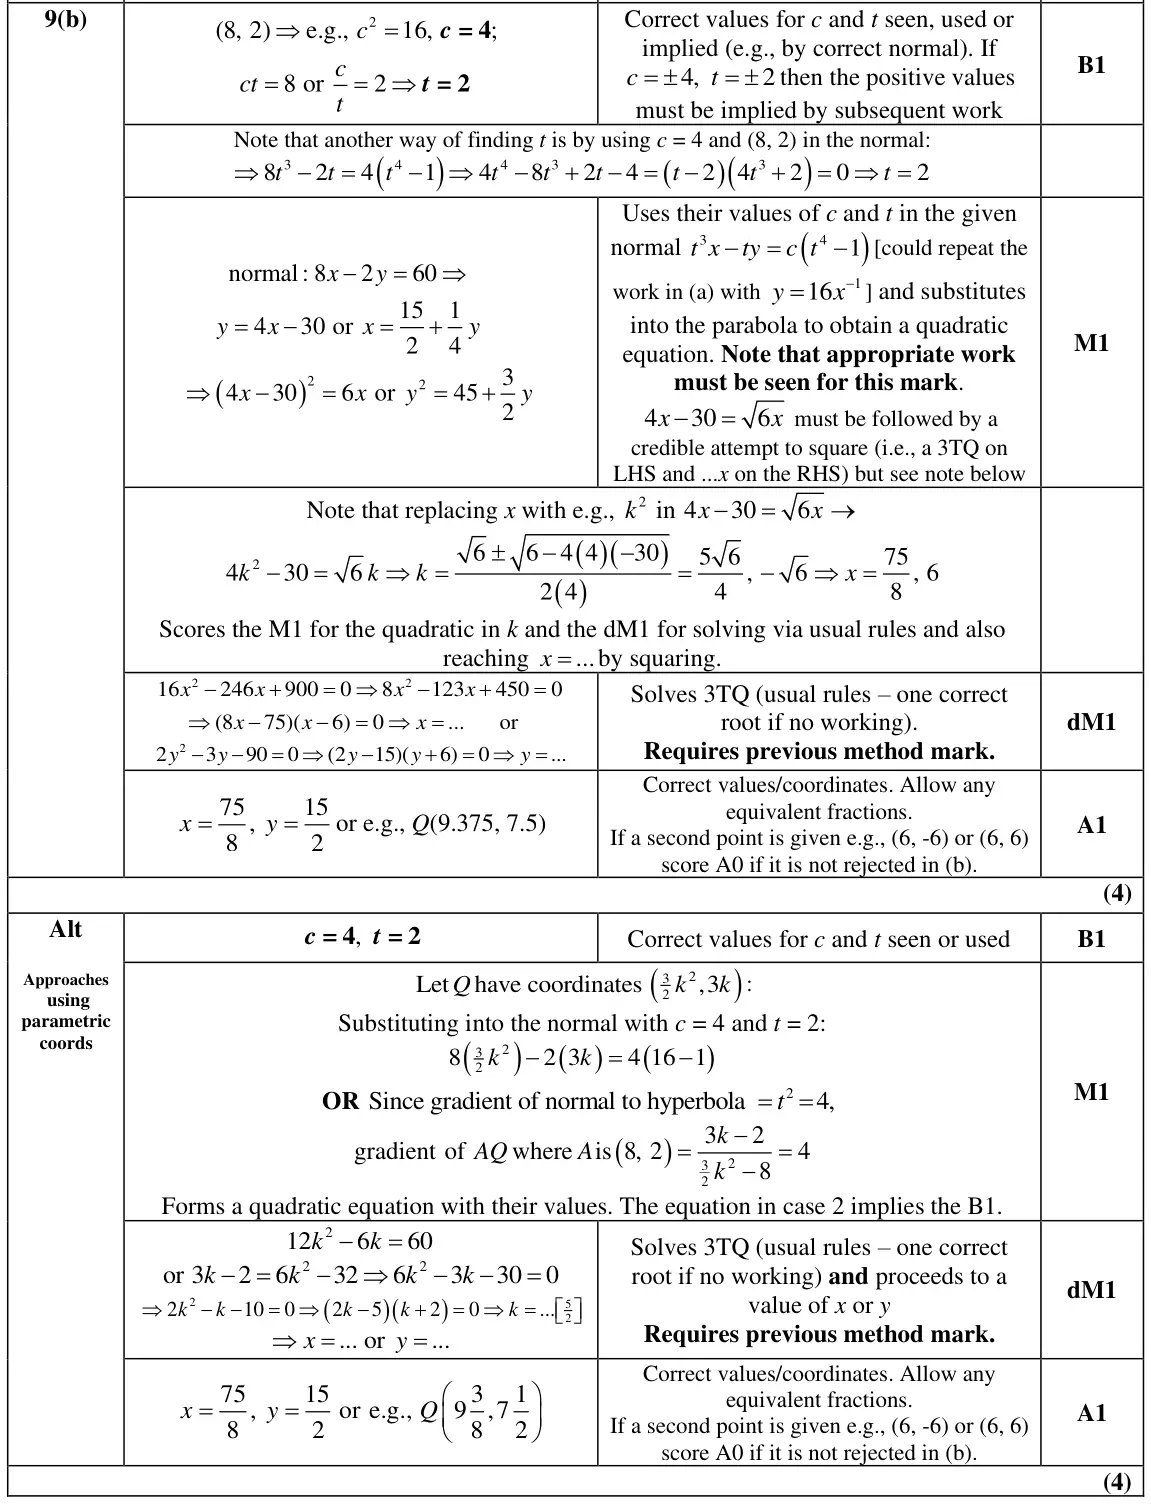 9(b)
(8, 2) ⇒ e.g., c² = 16, c = 4;
ct = 8 or c/t = 2 ⇒ t = 2
Correct values for c and t seen, used or
implied (e.g., by correct normal). If
c = ±4, t = ±2 then the positive values
must be implied by subsequent work
B1
Note that another way of finding t is by using c = 4 and (8, 2) in the normal:
⇒ 8t³ − 2t = 4(t⁴ − 1) ⇒ 4t⁴ − 8t³ + 2t − 4 = (t − 2)(4t³ + 2) = 0 ⇒ t = 2
normal : 8x − 2y = 60 ⇒
y = 4x − 30 or x = 15/2 + 1/4 y
⇒ (4x − 30)² = 6x or y² = 45 + 3/2 y
Uses their values of c and t in the given
normal t³x − ty = c(t⁴ − 1) [could repeat the
work in (a) with y = 16x⁻¹ ] and substitutes
into the parabola to obtain a quadratic
equation. Note that appropriate work
must be seen for this mark.
4x − 30 = √(6x) must be followed by a
credible attempt to square (i.e., a 3TQ on
LHS and ...x on the RHS) but see note below
M1
Note that replacing x with e.g., k² in 4x − 30 = √(6x) →
4k² − 30 = √6 k ⇒ k = (√6 ± √(6 − 4(4)(−30)))/(2(4)) = 5√6/4, −√6 ⇒ x = 75/8, 6
Scores the M1 for the quadratic in k and the dM1 for solving via usual rules and also
reaching x = ... by squaring.
16x² − 246x + 900 = 0 ⇒ 8x² − 123x + 450 = 0
⇒ (8x − 75)(x − 6) = 0 ⇒ x = ... or
2y² − 3y − 90 = 0 ⇒ (2y − 15)(y + 6) = 0 ⇒ y = ...
Solves 3TQ (usual rules – one correct
root if no working).
Requires previous method mark.
dM1
x = 75/8, y = 15/2 or e.g., Q(9.375, 7.5)
Correct values/coordinates. Allow any
equivalent fractions.
If a second point is given e.g., (6, -6) or (6, 6)
score A0 if it is not rejected in (b).
A1
(4)
Alt
Approaches
using
parametric
coords
c = 4, t = 2
Correct values for c and t seen or used
B1
Let Q have coordinates (3/2 k², 3k) :
Substituting into the normal with c = 4 and t = 2:
8(3/2 k²) − 2(3k) = 4(16 − 1)
OR Since gradient of normal to hyperbola = t² = 4,
gradient of AQ where A is (8, 2) = (3k − 2)/(3/2 k² − 8) = 4
Forms a quadratic equation with their values. The equation in case 2 implies the B1.
M1
12k² − 6k = 60
or 3k − 2 = 6k² − 32 ⇒ 6k² − 3k − 30 = 0
⇒ 2k² − k − 10 = 0 ⇒ (2k − 5)(k + 2) = 0 ⇒ k = ...[5/2]
⇒ x = ... or y = ...
Solves 3TQ (usual rules – one correct
root if no working) and proceeds to a
value of x or y
Requires previous method mark.
dM1
x = 75/8, y = 15/2 or e.g., Q(9 3/8, 7 1/2)
Correct values/coordinates. Allow any
equivalent fractions.
If a second point is given e.g., (6, -6) or (6, 6)
score A0 if it is not rejected in (b).
A1
(4)